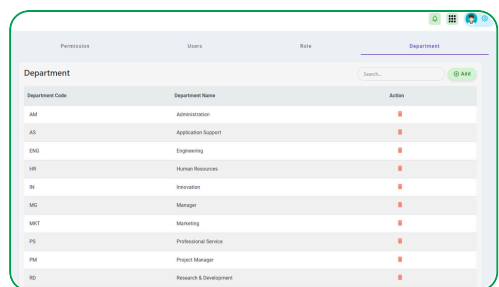 Permission Users Role Department
Department Search... Add
Department Code Department Name Action
AM Administration
AS Application Support
ENG Engineering
HR Human Resources
IN Innovation
MG Manager
MKT Marketing
PS Professional Service
PM Project Manager
RD Research & Development